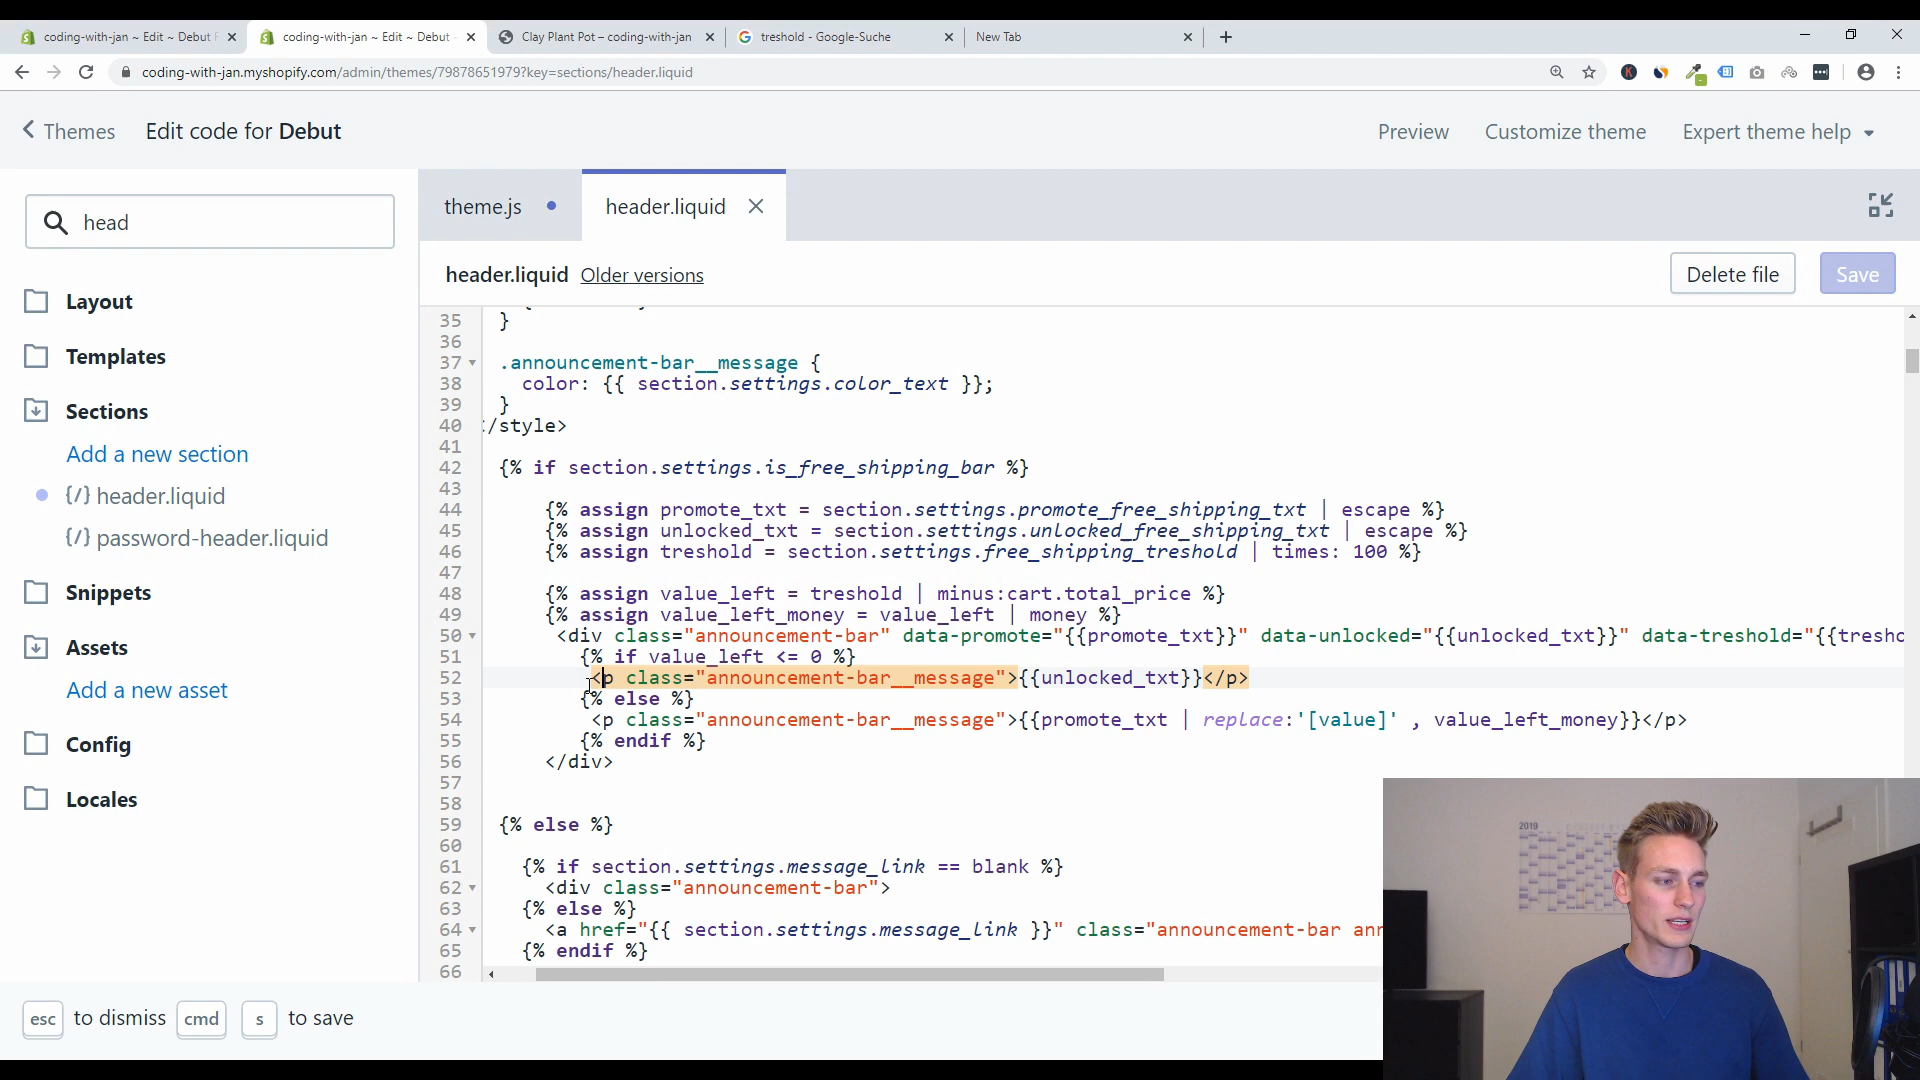 coding-with-jan ~ Edit ~ Debut
coding-with-jan ~ Edit ~ Debut
Clay Plant Pot – coding-with-jan
treshold - Google-Suche
New Tab
coding-with-jan.myshopify.com/admin/themes/79878651979?key=sections/header.liquid
Themes
Edit code for Debut
Preview
Customize theme
Expert theme help
head
Layout
Templates
Sections
Add a new section
{/} header.liquid
{/} password-header.liquid
Snippets
Assets
Add a new asset
Config
Locales
theme.js
header.liquid
header.liquid Older versions
Delete file
Save
35 }
36
37 .announcement-bar__message {
38 color: {{ section.settings.color_text }};
39 }
40 /style>
41
42 {% if section.settings.is_free_shipping_bar %}
43
44 {% assign promote_txt = section.settings.promote_free_shipping_txt | escape %}
45 {% assign unlocked_txt = section.settings.unlocked_free_shipping_txt | escape %}
46 {% assign treshold = section.settings.free_shipping_treshold | times: 100 %}
47
48 {% assign value_left = treshold | minus:cart.total_price %}
49 {% assign value_left_money = value_left | money %}
50 <div class="announcement-bar" data-promote="{{promote_txt}}" data-unlocked="{{unlocked_txt}}" data-treshold="{{tresho
51 {% if value_left <= 0 %}
52 <p class="announcement-bar__message">{{unlocked_txt}}</p>
53 {% else %}
54 <p class="announcement-bar__message">{{promote_txt | replace:'[value]' , value_left_money}}</p>
55 {% endif %}
56 </div>
57
58
59 {% else %}
60
61 {% if section.settings.message_link == blank %}
62 <div class="announcement-bar">
63 {% else %}
64 <a href="{{ section.settings.message_link }}" class="announcement-bar ann
65 {% endif %}
66
2019
esc to dismiss cmd s to save